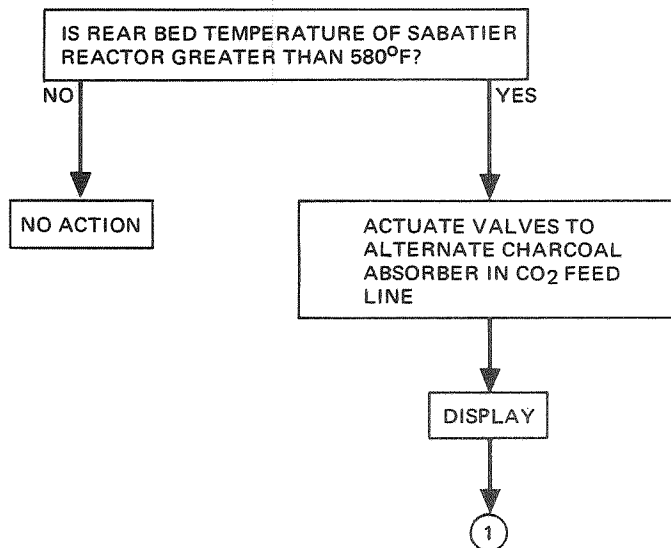 IS REAR BED TEMPERATURE OF SABATIER
REACTOR GREATER THAN 580°F?
NO
YES
NO ACTION
ACTUATE VALVES TO
ALTERNATE CHARCOAL
ABSORBER IN CO₂ FEED
LINE
DISPLAY
1